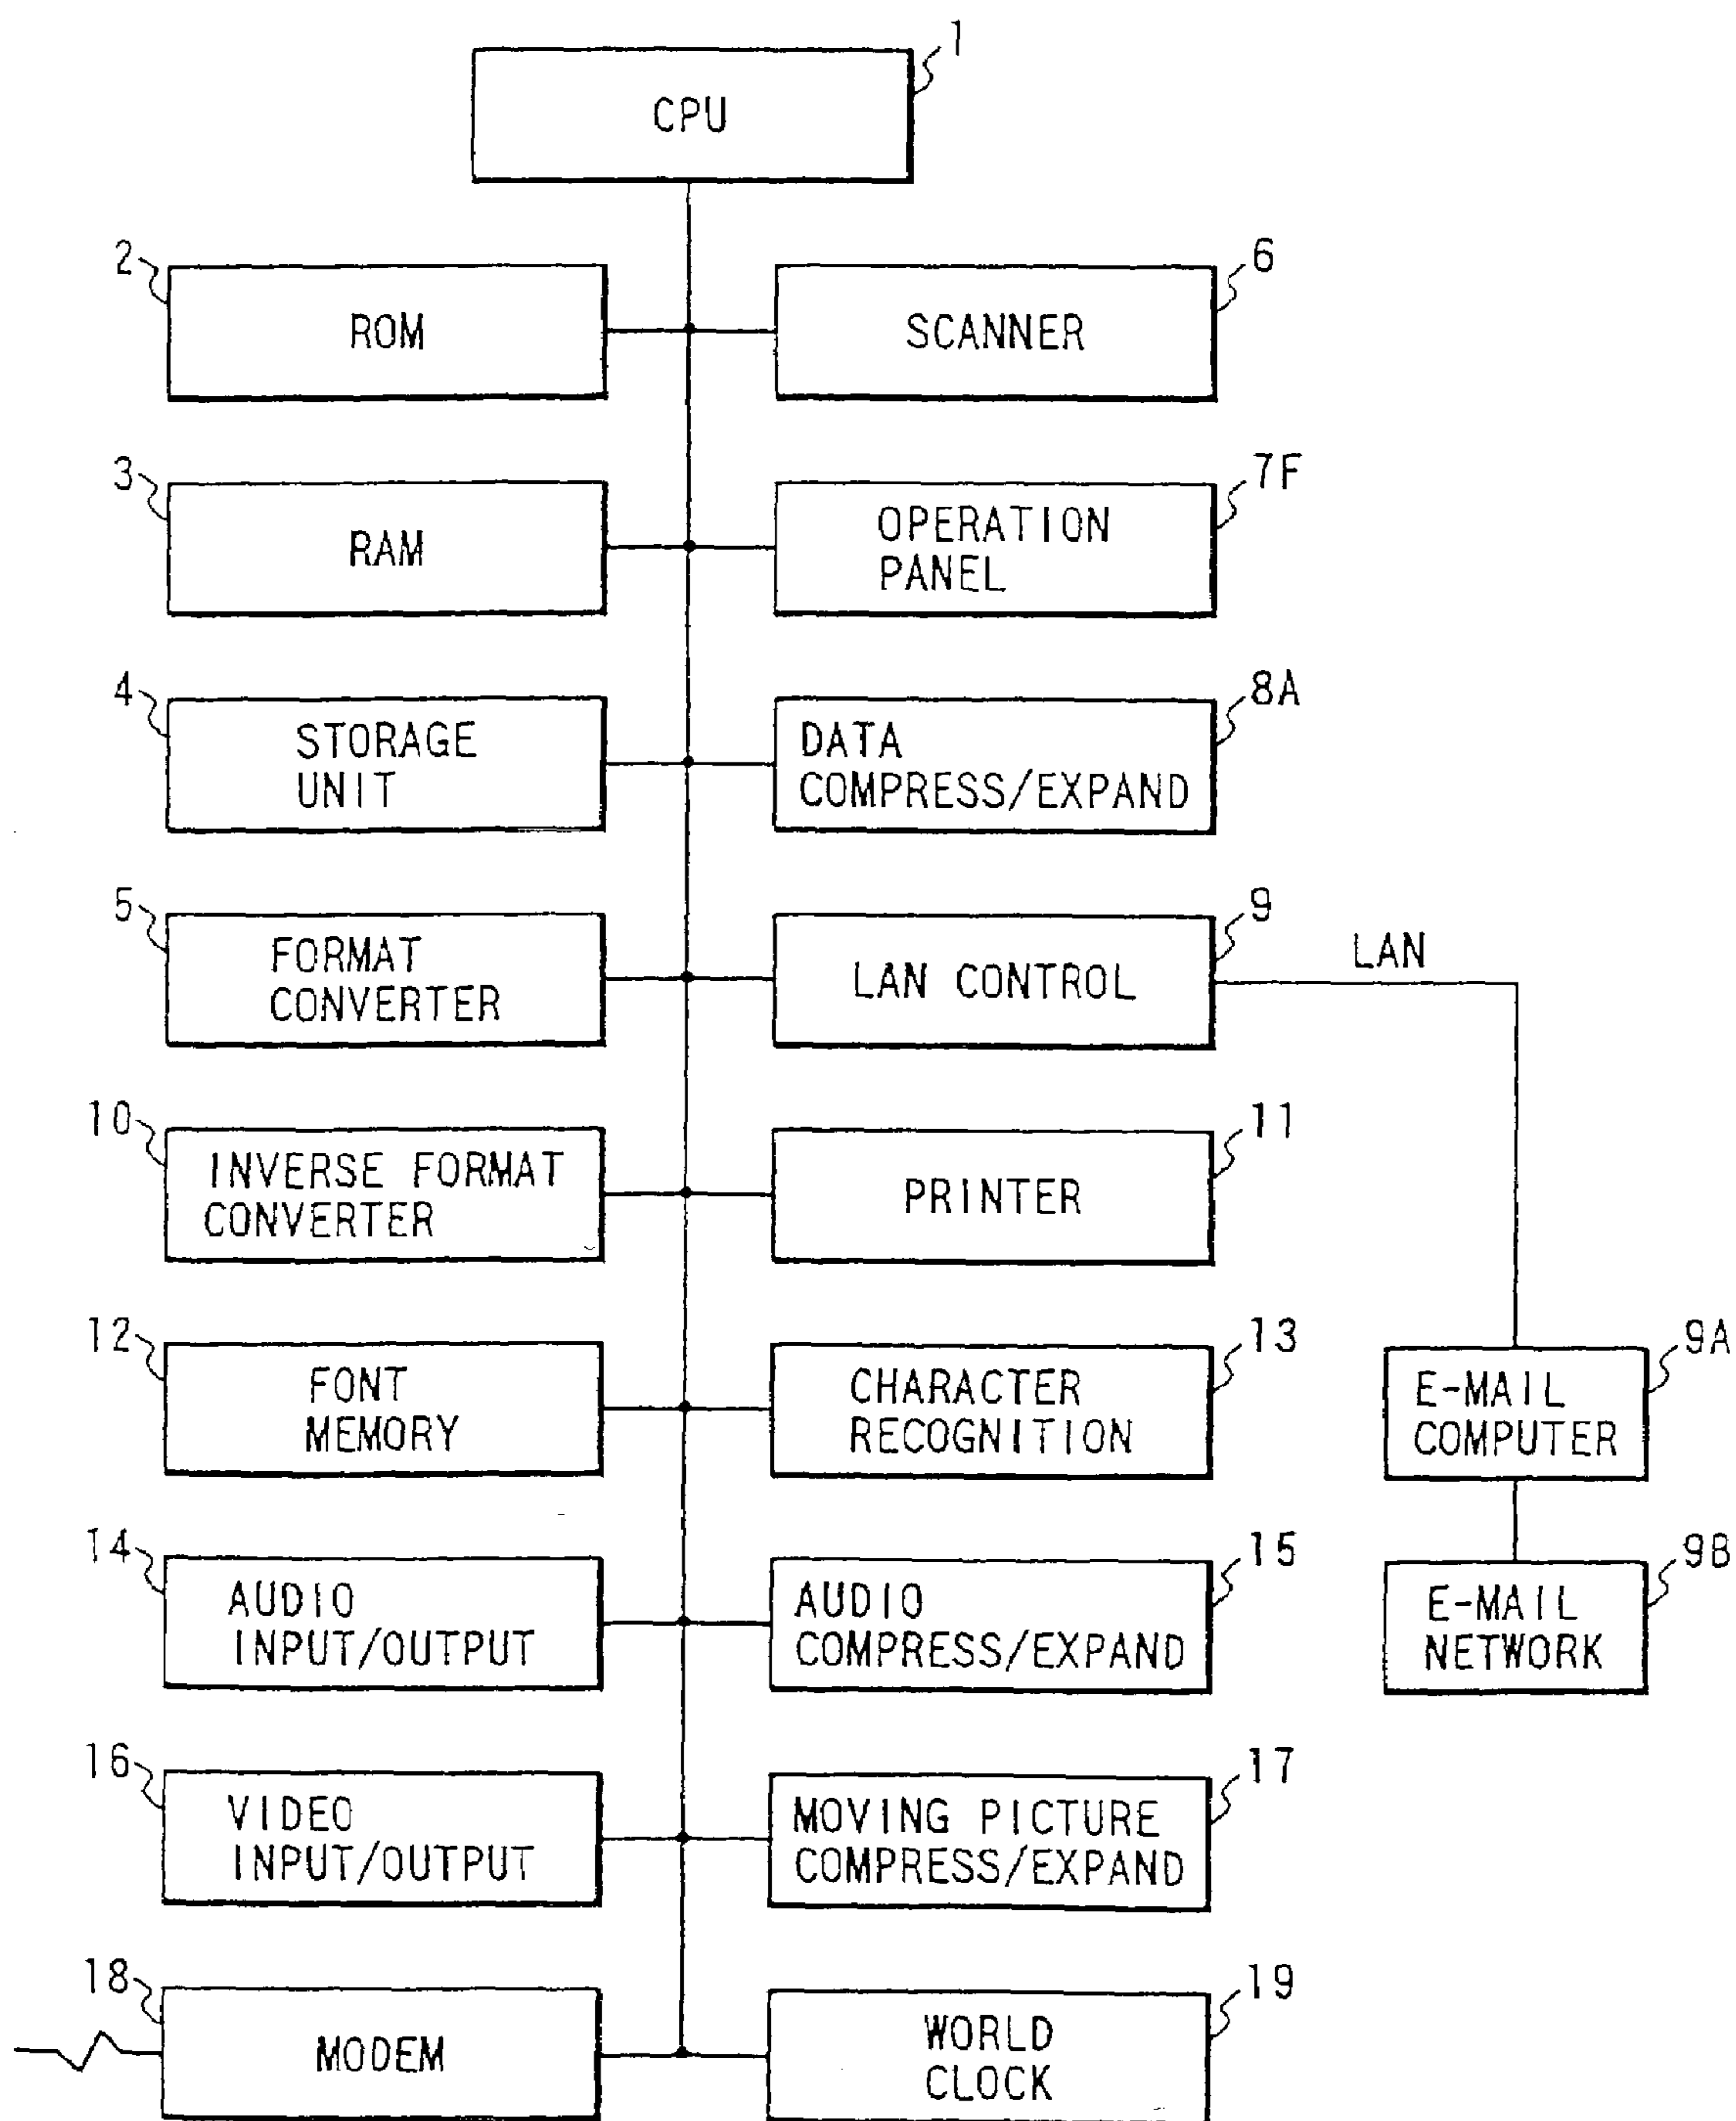 1
CPU
2
ROM
6
SCANNER
3
RAM
7F
OPERATION
PANEL
4
STORAGE
UNIT
8A
DATA
COMPRESS/EXPAND
5
FORMAT
CONVERTER
9
LAN CONTROL
LAN
10
INVERSE FORMAT
CONVERTER
11
PRINTER
12
FONT
MEMORY
13
CHARACTER
RECOGNITION
9A
E-MAIL
COMPUTER
14
AUDIO
INPUT/OUTPUT
15
AUDIO
COMPRESS/EXPAND
9B
E-MAIL
NETWORK
16
VIDEO
INPUT/OUTPUT
17
MOVING PICTURE
COMPRESS/EXPAND
18
MODEM
19
WORLD
CLOCK